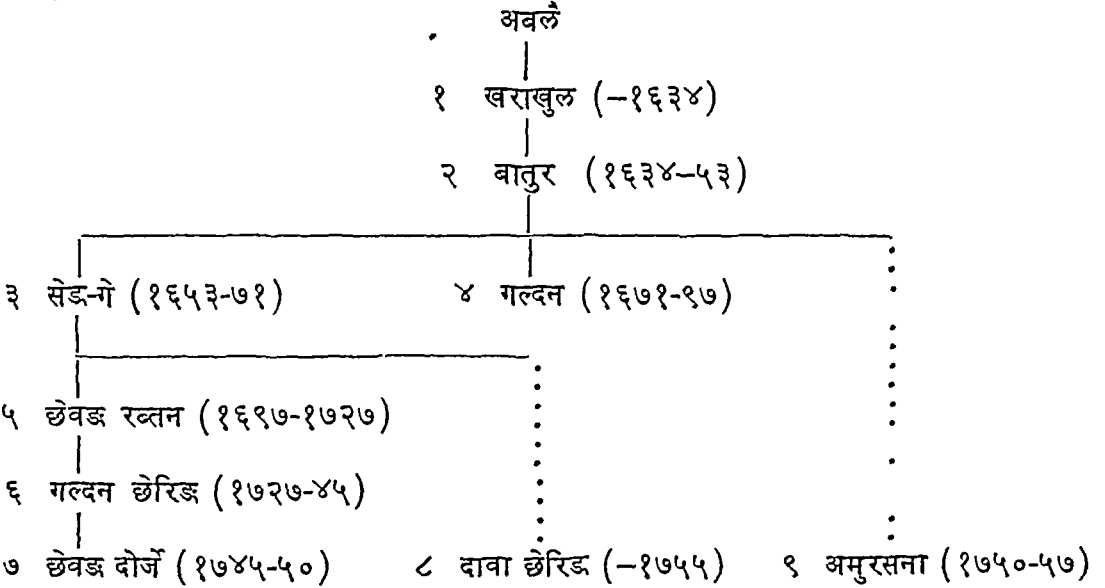 अबलै
१ खराखुल (–१६३४)
२ बातुर (१६३४–५३)
३ सेङ-गे (१६५३-७१) ४ गल्दन (१६७१-९७)
५ छेवङ रब्तन (१६९७-१७२७)
६ गल्दन छेरिङ (१७२७-४५)
७ छेवङ दोर्जे (१७४५-५०) ८ दावा छेरिङ (–१७५५) ९ अमुरसना (१७५०-५७)